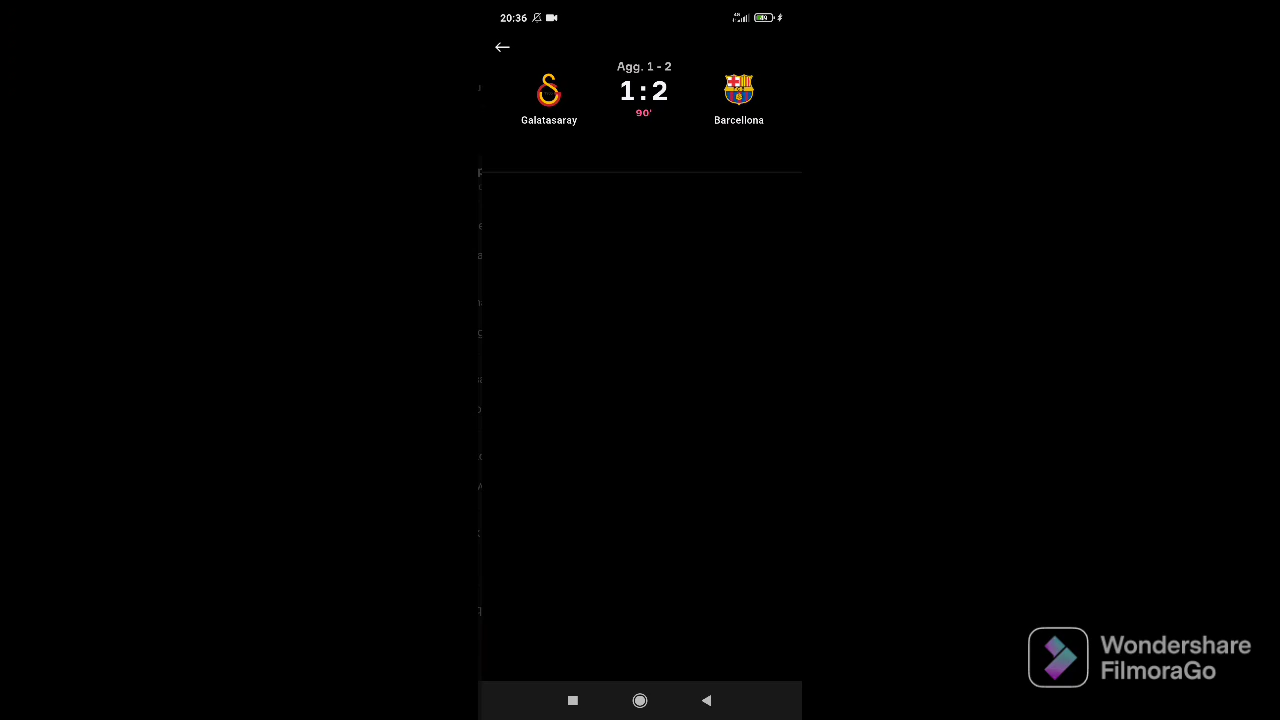 20:36
Agg. 1 - 2
1:2
90'
Galatasaray
Barcellona
Wondershare
FilmoraGo